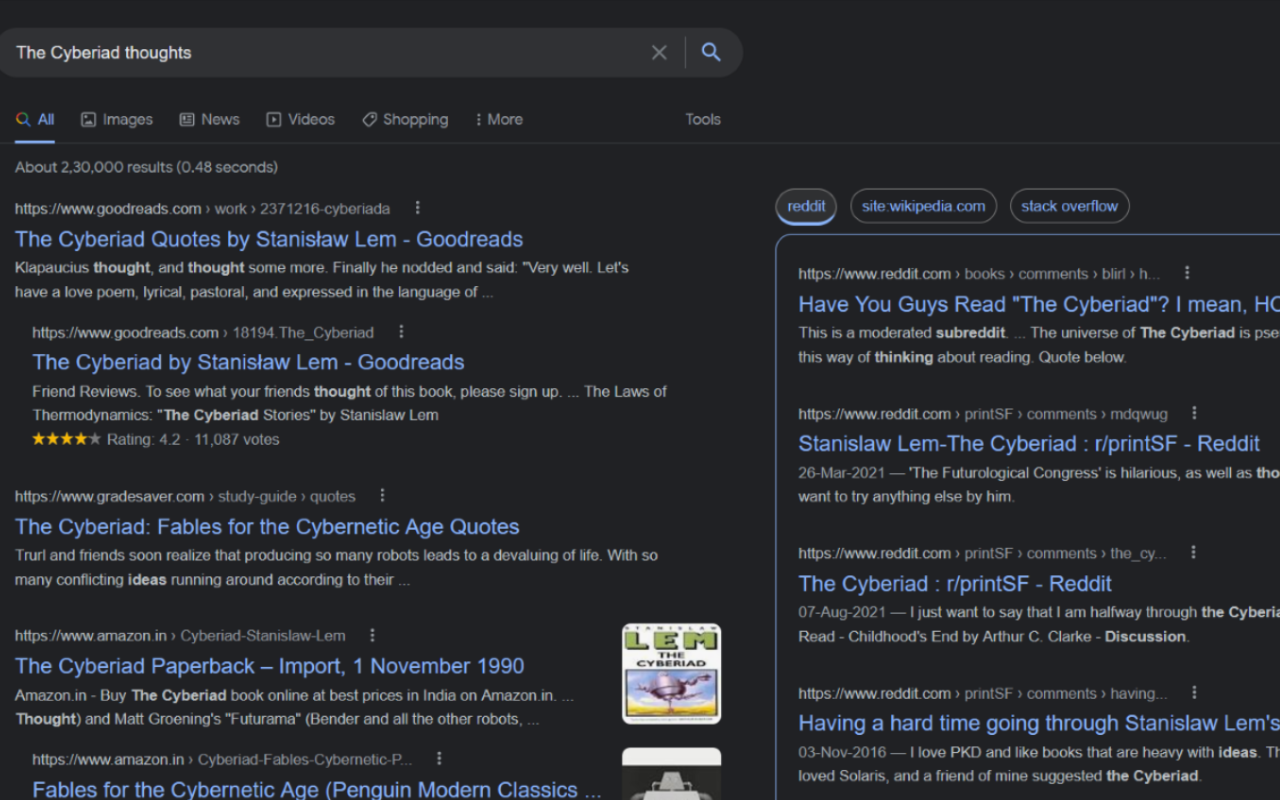 The Cyberiad thoughts
All
Images
News
Videos
Shopping
More
Tools
About 2,30,000 results (0.48 seconds)
https://www.goodreads.com › work › 2371216-cyberiada
The Cyberiad Quotes by Stanisław Lem - Goodreads
Klapaucius thought, and thought some more. Finally he nodded and said: "Very well. Let's
have a love poem, lyrical, pastoral, and expressed in the language of ...
https://www.goodreads.com › 18194.The_Cyberiad
The Cyberiad by Stanisław Lem - Goodreads
Friend Reviews. To see what your friends thought of this book, please sign up. ... The Laws of
Thermodynamics: "The Cyberiad Stories" by Stanislaw Lem
Rating: 4.2 · 11,087 votes
https://www.gradesaver.com › study-guide › quotes
The Cyberiad: Fables for the Cybernetic Age Quotes
Trurl and friends soon realize that producing so many robots leads to a devaluing of life. With so
many conflicting ideas running around according to their ...
https://www.amazon.in › Cyberiad-Stanislaw-Lem
The Cyberiad Paperback – Import, 1 November 1990
Amazon.in - Buy The Cyberiad book online at best prices in India on Amazon.in. ...
Thought) and Matt Groening's "Futurama" (Bender and all the other robots, ...
STANISLAW
LEM
THE
CYBERIAD
https://www.amazon.in › Cyberiad-Fables-Cybernetic-P...
Fables for the Cybernetic Age (Penguin Modern Classics ...
reddit
site:wikipedia.com
stack overflow
https://www.reddit.com › books › comments › blirl › h...
Have You Guys Read "The Cyberiad"? I mean, HO
This is a moderated subreddit. ... The universe of The Cyberiad is pse
this way of thinking about reading. Quote below.
https://www.reddit.com › printSF › comments › mdqwug
Stanislaw Lem-The Cyberiad : r/printSF - Reddit
26-Mar-2021 — 'The Futurological Congress' is hilarious, as well as tho
want to try anything else by him.
https://www.reddit.com › printSF › comments › the_cy...
The Cyberiad : r/printSF - Reddit
07-Aug-2021 — I just want to say that I am halfway through the Cyberia
Read - Childhood's End by Arthur C. Clarke - Discussion.
https://www.reddit.com › printSF › comments › having...
Having a hard time going through Stanislaw Lem's
03-Nov-2016 — I love PKD and like books that are heavy with ideas. Th
loved Solaris, and a friend of mine suggested the Cyberiad.